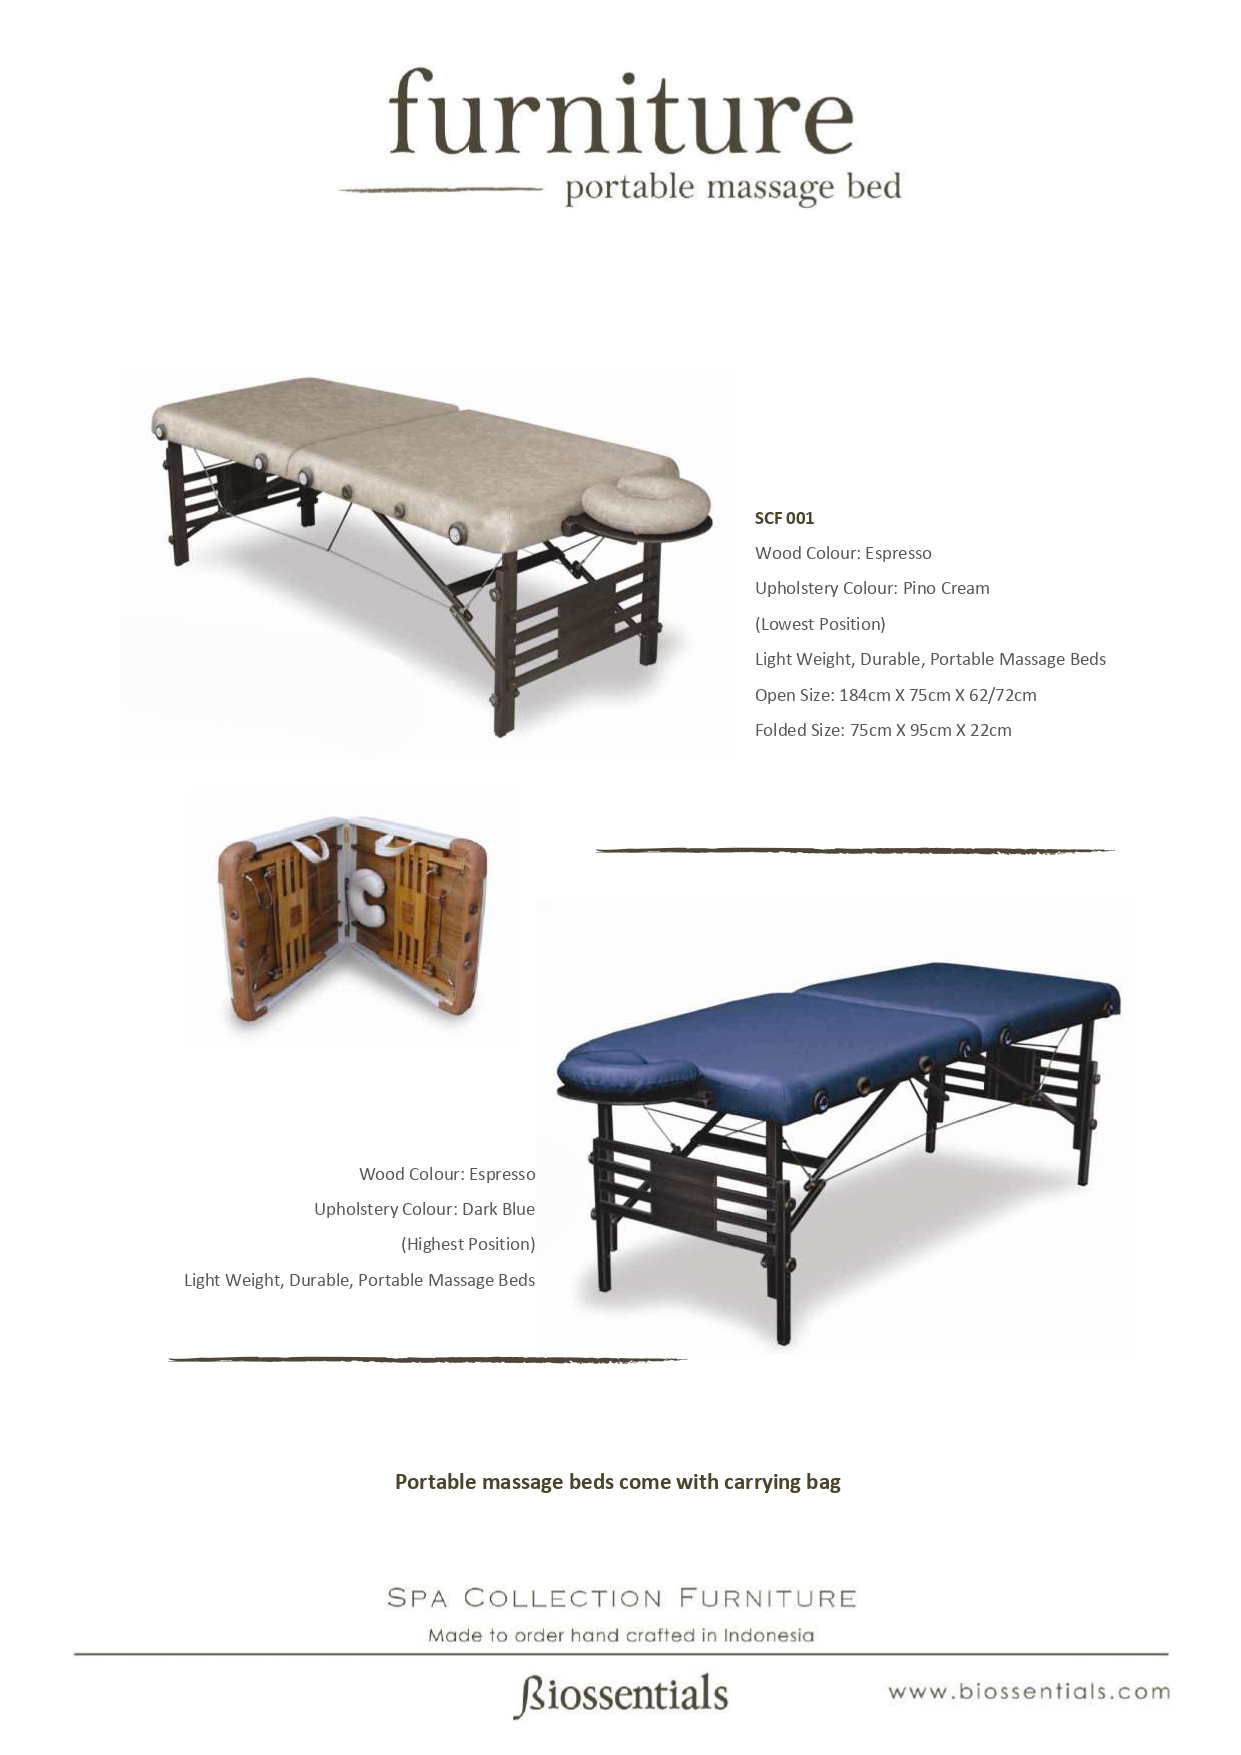 furniture
portable massage bed
SCF 001
Wood Colour: Espresso
Upholstery Colour: Pino Cream
(Lowest Position)
Light Weight, Durable, Portable Massage Beds
Open Size: 184cm X 75cm X 62/72cm
Folded Size: 75cm X 95cm X 22cm
Wood Colour: Espresso
Upholstery Colour: Dark Blue
(Highest Position)
Light Weight, Durable, Portable Massage Beds
Portable massage beds come with carrying bag
SPA COLLECTION FURNITURE
Made to order hand crafted in Indonesia
Biossentials
www.biossentials.com